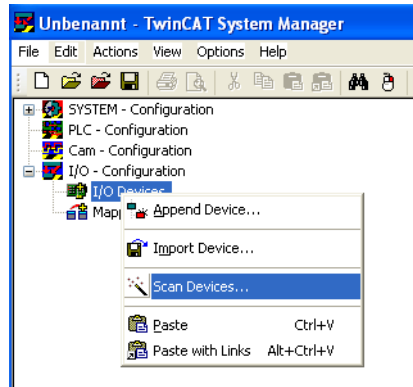 Unbenannt - TwinCAT System Manager
File Edit Actions View Options Help
SYSTEM - Configuration
PLC - Configuration
Cam - Configuration
I/O - Configuration
I/O Devices
Mapp
Append Device...
Import Device...
Scan Devices...
Paste Ctrl+V
Paste with Links Alt+Ctrl+V